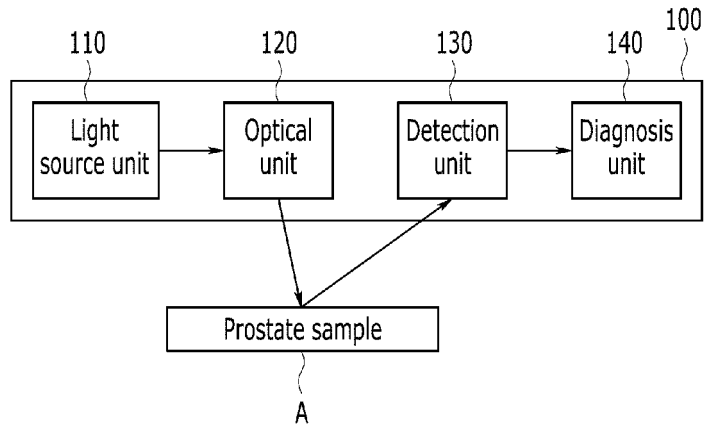 110 120 130 140 100
Light source unit
Optical unit
Detection unit
Diagnosis unit
Prostate sample
A